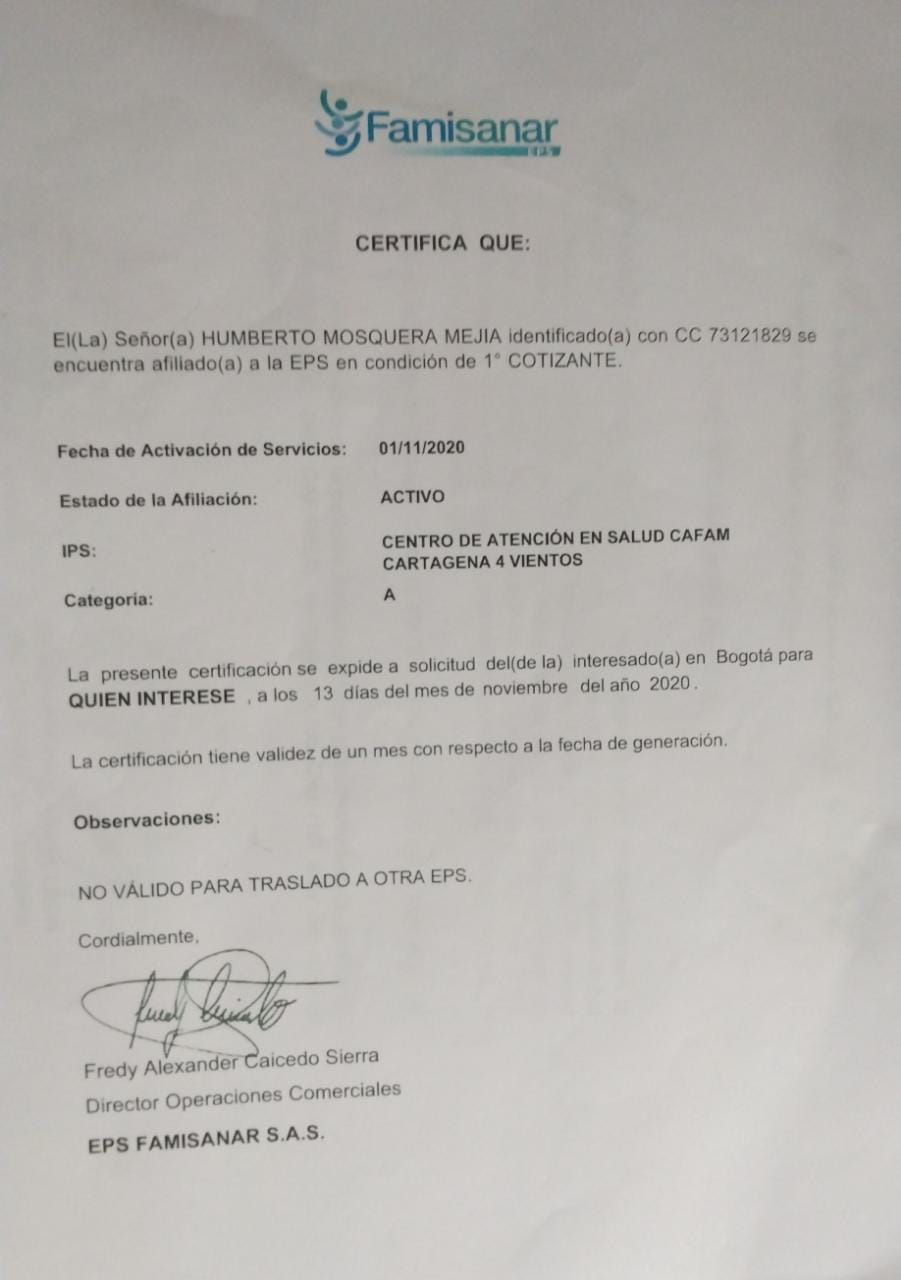 Famisanar
EPS
CERTIFICA QUE:
El(La) Señor(a) HUMBERTO MOSQUERA MEJIA identificado(a) con CC 73121829 se
encuentra afiliado(a) a la EPS en condición de 1° COTIZANTE.
Fecha de Activación de Servicios: 01/11/2020
Estado de la Afiliación: ACTIVO
IPS: CENTRO DE ATENCIÓN EN SALUD CAFAM
CARTAGENA 4 VIENTOS
Categoria: A
La presente certificación se expide a solicitud del(de la) interesado(a) en Bogotá para
QUIEN INTERESE , a los 13 días del mes de noviembre del año 2020.
La certificación tiene validez de un mes con respecto a la fecha de generación.
Observaciones:
NO VÁLIDO PARA TRASLADO A OTRA EPS.
Cordialmente,
Fredy Alexander Caicedo Sierra
Director Operaciones Comerciales
EPS FAMISANAR S.A.S.